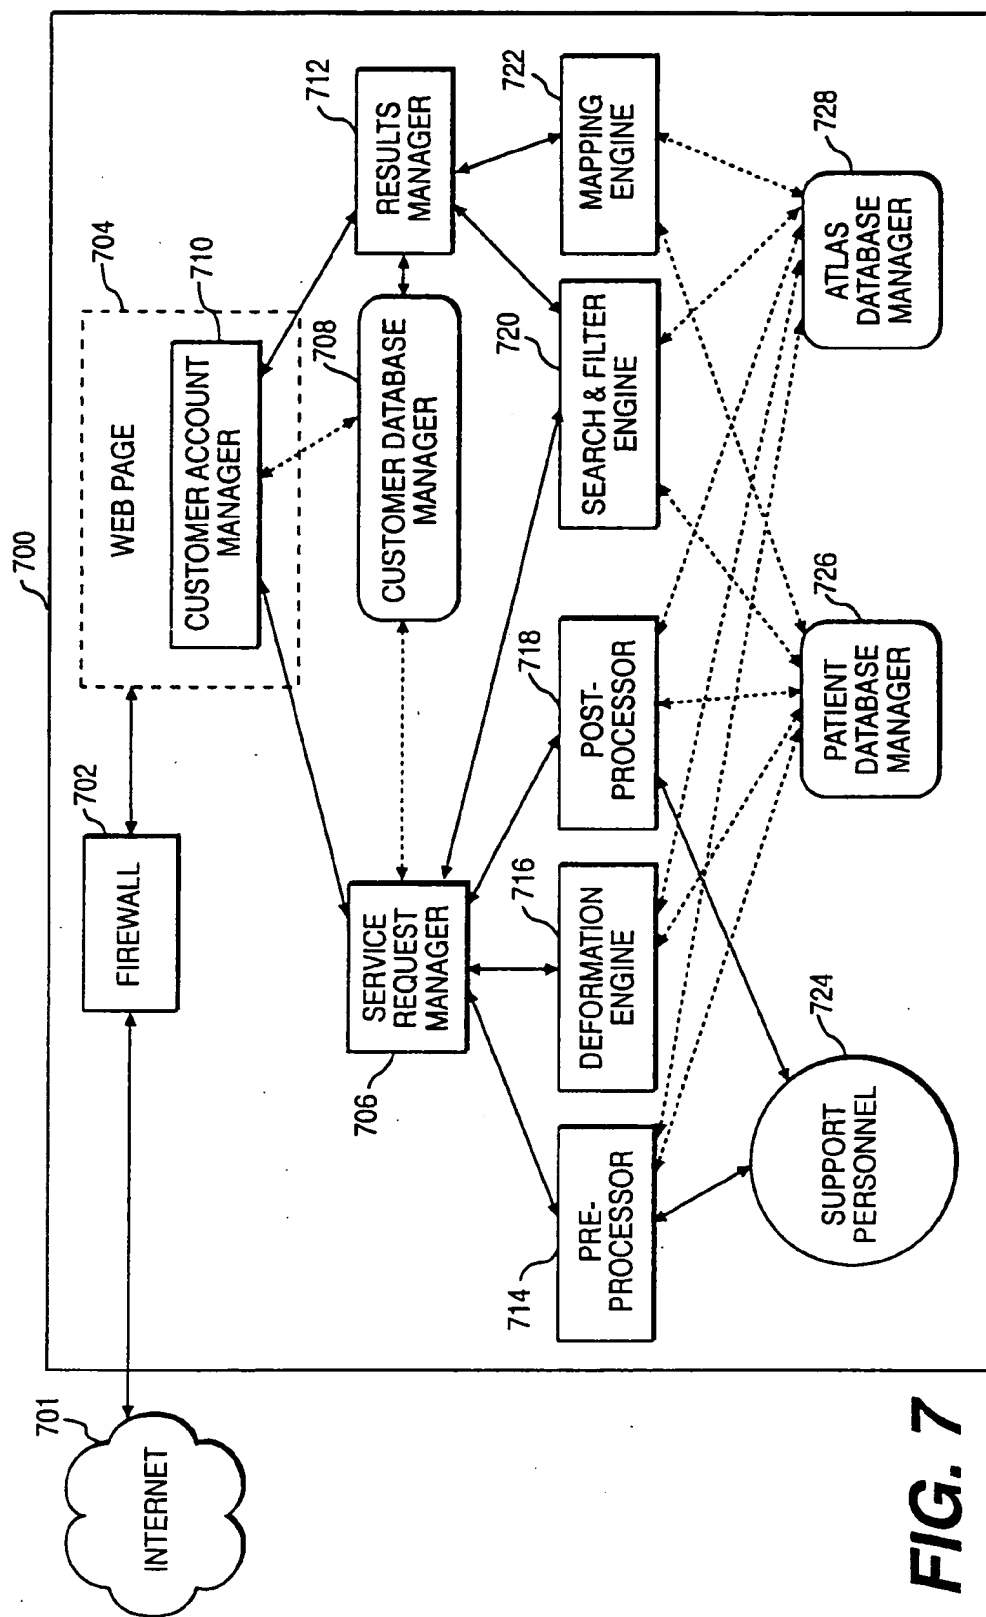 700
701
INTERNET
702
FIREWALL
704
WEB PAGE
710
CUSTOMER ACCOUNT
MANAGER
706
SERVICE
REQUEST
MANAGER
708
CUSTOMER DATABASE
MANAGER
712
RESULTS
MANAGER
714
PRE-
PROCESSOR
716
DEFORMATION
ENGINE
718
POST-
PROCESSOR
720
SEARCH & FILTER
ENGINE
722
MAPPING
ENGINE
724
SUPPORT
PERSONNEL
726
PATIENT
DATABASE
MANAGER
728
ATLAS
DATABASE
MANAGER
FIG. 7